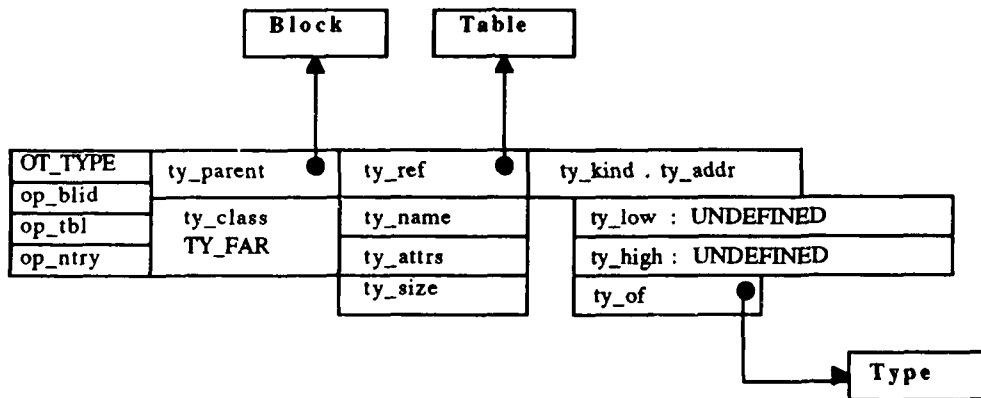 Block Table
OT_TYPE ty_parent ty_ref ty_kind . ty_addr
op_blid
op_tbl ty_class ty_name ty_low : UNDEFINED
TY_FAR
op_ntry ty_attrs ty_high : UNDEFINED
ty_size ty_of
Type